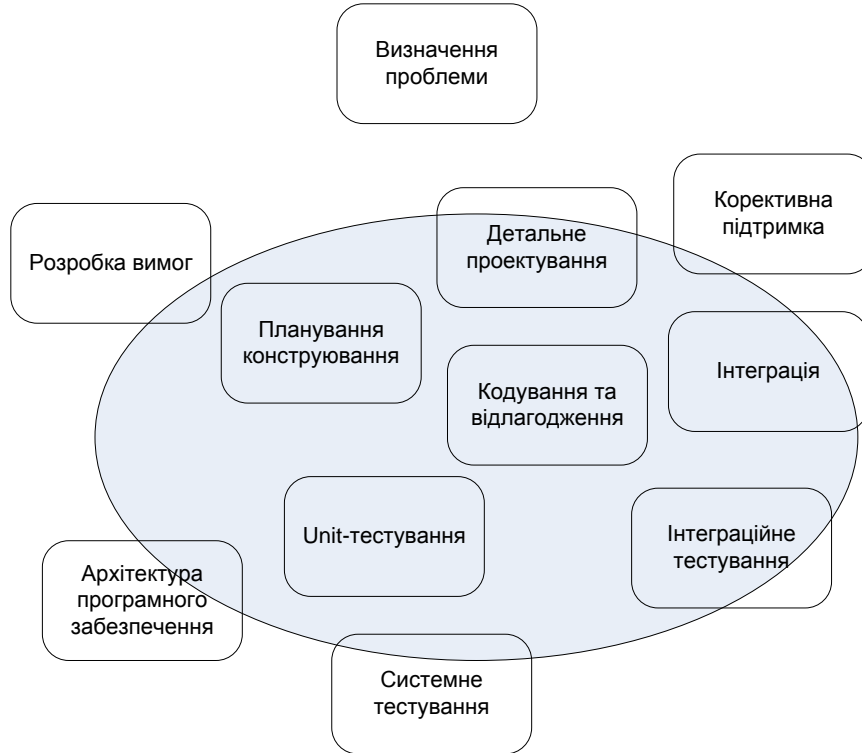 Визначення
проблеми
Корективна
підтримка
Детальне
проектування
Розробка вимог
Планування
конструювання
Інтеграція
Кодування та
відлагодження
Unit-тестування
Інтеграційне
тестування
Архітектура
програмного
забезпечення
Системне
тестування